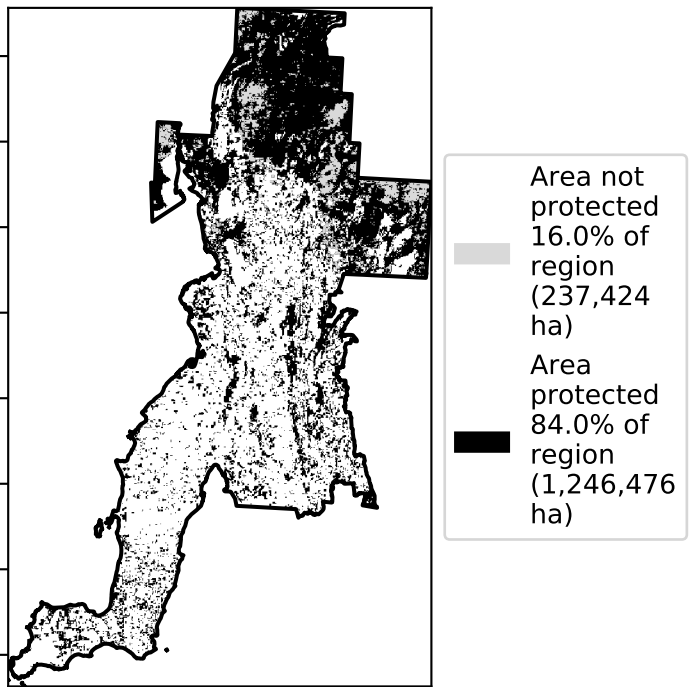 Area not
protected
16.0% of
region
(237,424
ha)
Area
protected
84.0% of
region
(1,246,476
ha)